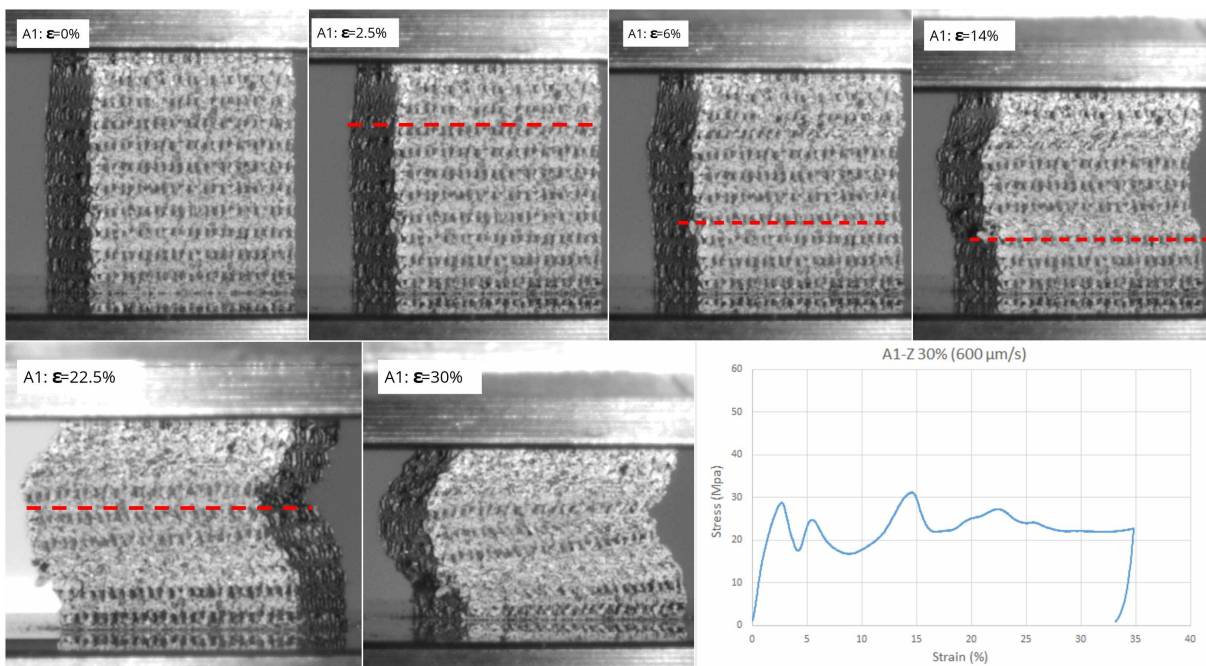 A1: ε=0%
A1: ε=2.5%
A1: ε=6%
A1: ε=14%
A1: ε=22.5%
A1: ε=30%
A1-Z 30% (600 µm/s)
60
50
40
30
20
10
0
Stress (Mpa)
0 5 10 15 20 25 30 35 40
Strain (%)